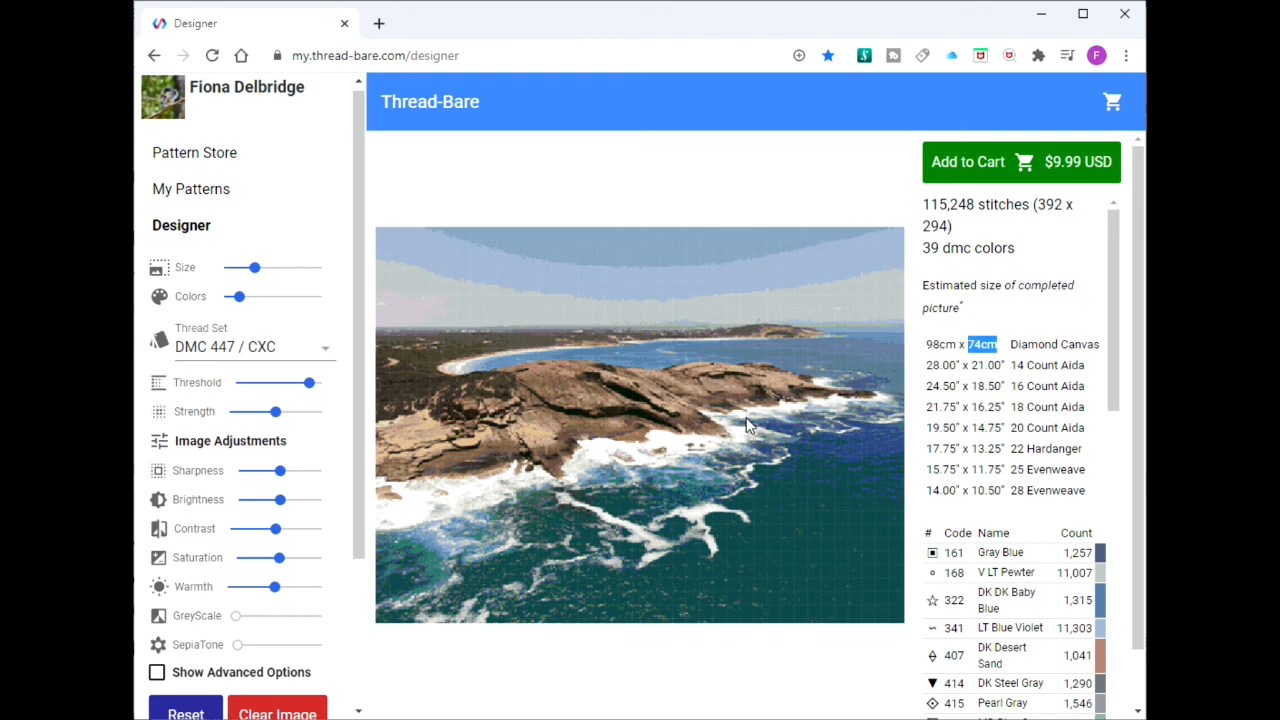 Designer
my.thread-bare.com/designer
F
Fiona Delbridge
Thread-Bare
Pattern Store
My Patterns
Designer
Size
Colors
Thread Set
DMC 447 / CXC
Threshold
Strength
Image Adjustments
Sharpness
Brightness
Contrast
Saturation
Warmth
GreyScale
SepiaTone
Show Advanced Options
Reset Clear Image
Add to Cart $9.99 USD
115,248 stitches (392 x
294)
39 dmc colors
Estimated size of completed
picture*
98cm x 74cm Diamond Canvas
28.00" x 21.00" 14 Count Aida
24.50" x 18.50" 16 Count Aida
21.75" x 16.25" 18 Count Aida
19.50" x 14.75" 20 Count Aida
17.75" x 13.25" 22 Hardanger
15.75" x 11.75" 25 Evenweave
14.00" x 10.50" 28 Evenweave
# Code Name Count
161 Gray Blue 1,257
168 V LT Pewter 11,007
322 DK DK Baby Blue 1,315
341 LT Blue Violet 11,303
407 DK Desert Sand 1,041
414 DK Steel Gray 1,290
415 Pearl Gray 1,546